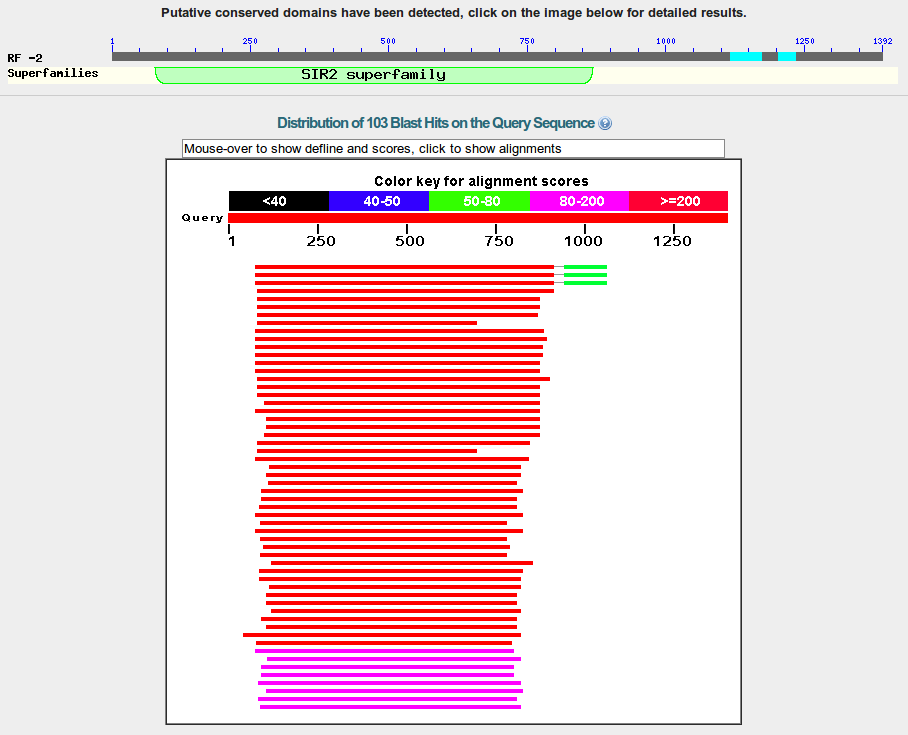 Putative conserved domains have been detected, click on the image below for detailed results.
1 250 500 750 1000 1250 1392
RF -2
Superfamilies SIR2 superfamily
Distribution of 103 Blast Hits on the Query Sequence ?
Mouse-over to show defline and scores, click to show alignments
Color key for alignment scores
<40 40-50 50-80 80-200 >=200
Query
1 250 500 750 1000 1250